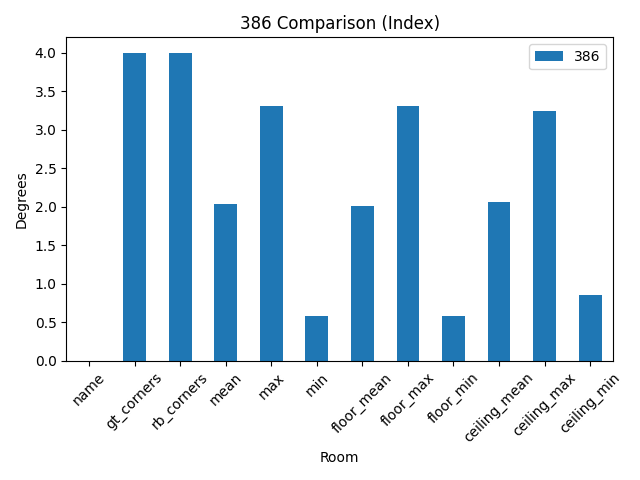 386 Comparison (Index)
386
Degrees
4.0
3.5
3.0
2.5
2.0
1.5
1.0
0.5
0.0
name
gt_corners
rb_corners
mean
max
min
floor_mean
floor_max
floor_min
ceiling_mean
ceiling_max
ceiling_min
Room